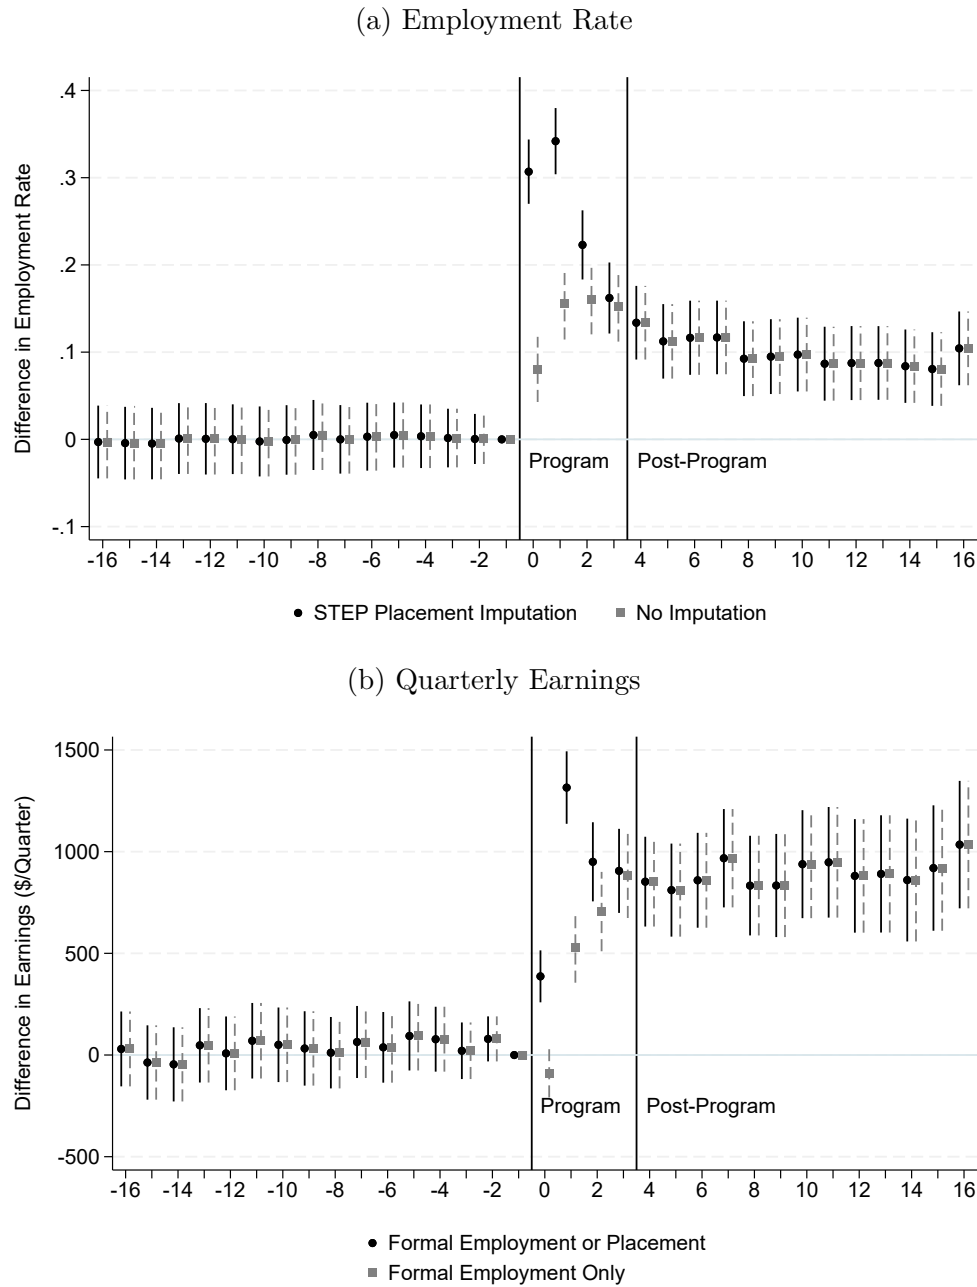 (a) Employment Rate
Difference in Employment Rate
.4
.3
.2
.1
0
-.1
Program
Post-Program
-16 -14 -12 -10 -8 -6 -4 -2 0 2 4 6 8 10 12 14 16
STEP Placement Imputation No Imputation
(b) Quarterly Earnings
Difference in Earnings ($/Quarter)
1500
1000
500
0
-500
Program
Post-Program
-16 -14 -12 -10 -8 -6 -4 -2 0 2 4 6 8 10 12 14 16
Formal Employment or Placement
Formal Employment Only